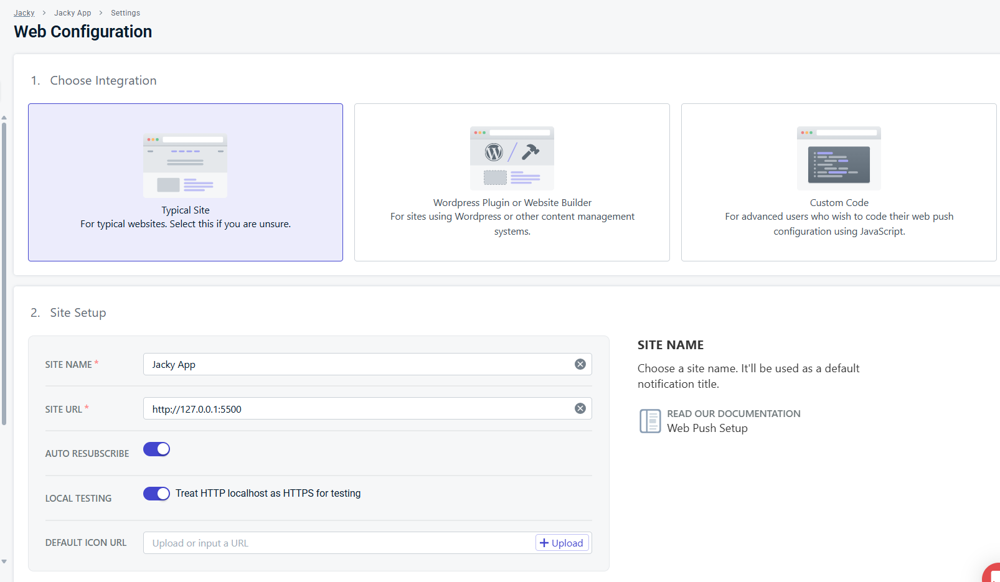 Jacky > Jacky App > Settings
Web Configuration
1. Choose Integration
Typical Site
For typical websites. Select this if you are unsure.
Wordpress Plugin or Website Builder
For sites using Wordpress or other content management
systems.
Custom Code
For advanced users who wish to code their web push
configuration using JavaScript.
2. Site Setup
SITE NAME *
Jacky App
SITE URL *
http://127.0.0.1:5500
AUTO RESUBSCRIBE
LOCAL TESTING
Treat HTTP localhost as HTTPS for testing
DEFAULT ICON URL
Upload or input a URL
+ Upload
SITE NAME
Choose a site name. It'll be used as a default
notification title.
READ OUR DOCUMENTATION
Web Push Setup